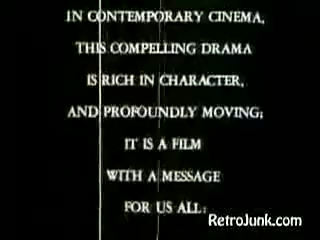 IN CONTEMPORARY CINEMA,
THIS COMPELLING DRAMA
IS RICH IN CHARACTER,
AND PROFOUNDLY MOVING;
IT IS A FILM
WITH A MESSAGE
FOR US ALL:
RetroJunk.com